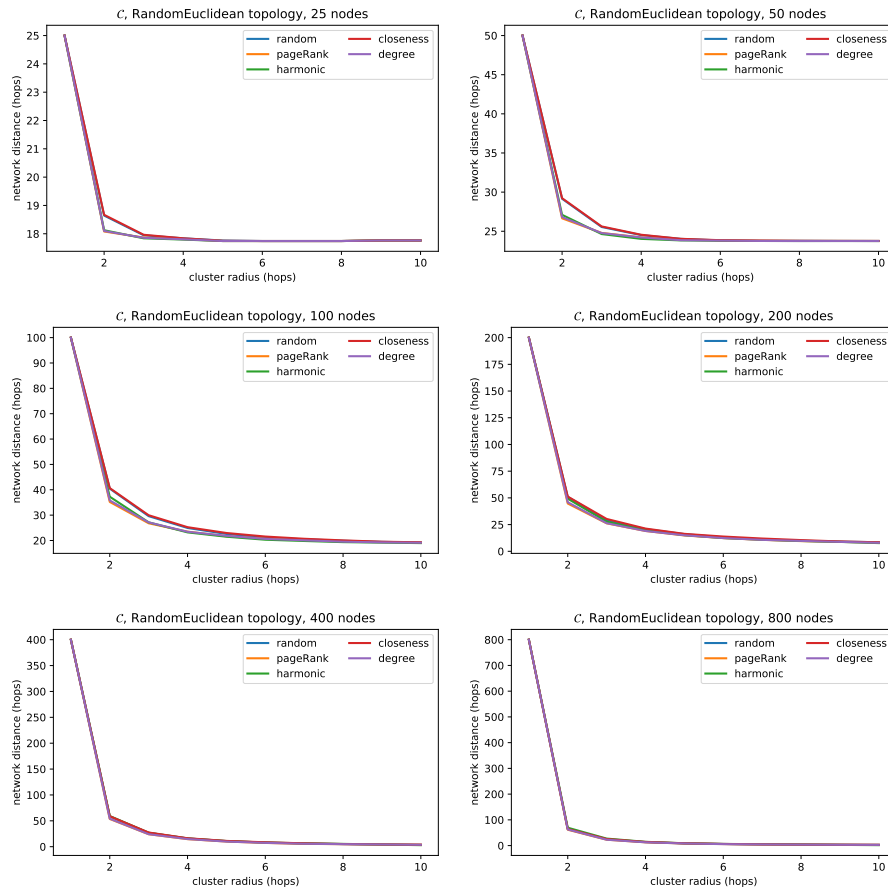 𝒞, RandomEuclidean topology, 25 nodes
25
24
23
22
21
20
19
18
network distance (hops)
random
pageRank
harmonic
closeness
degree
2 4 6 8 10
cluster radius (hops)
𝒞, RandomEuclidean topology, 50 nodes
50
45
40
35
30
25
network distance (hops)
random
pageRank
harmonic
closeness
degree
2 4 6 8 10
cluster radius (hops)
𝒞, RandomEuclidean topology, 100 nodes
100
90
80
70
60
50
40
30
20
network distance (hops)
random
pageRank
harmonic
closeness
degree
2 4 6 8 10
cluster radius (hops)
𝒞, RandomEuclidean topology, 200 nodes
200
175
150
125
100
75
50
25
0
network distance (hops)
random
pageRank
harmonic
closeness
degree
2 4 6 8 10
cluster radius (hops)
𝒞, RandomEuclidean topology, 400 nodes
400
350
300
250
200
150
100
50
0
network distance (hops)
random
pageRank
harmonic
closeness
degree
2 4 6 8 10
cluster radius (hops)
𝒞, RandomEuclidean topology, 800 nodes
800
700
600
500
400
300
200
100
0
network distance (hops)
random
pageRank
harmonic
closeness
degree
2 4 6 8 10
cluster radius (hops)